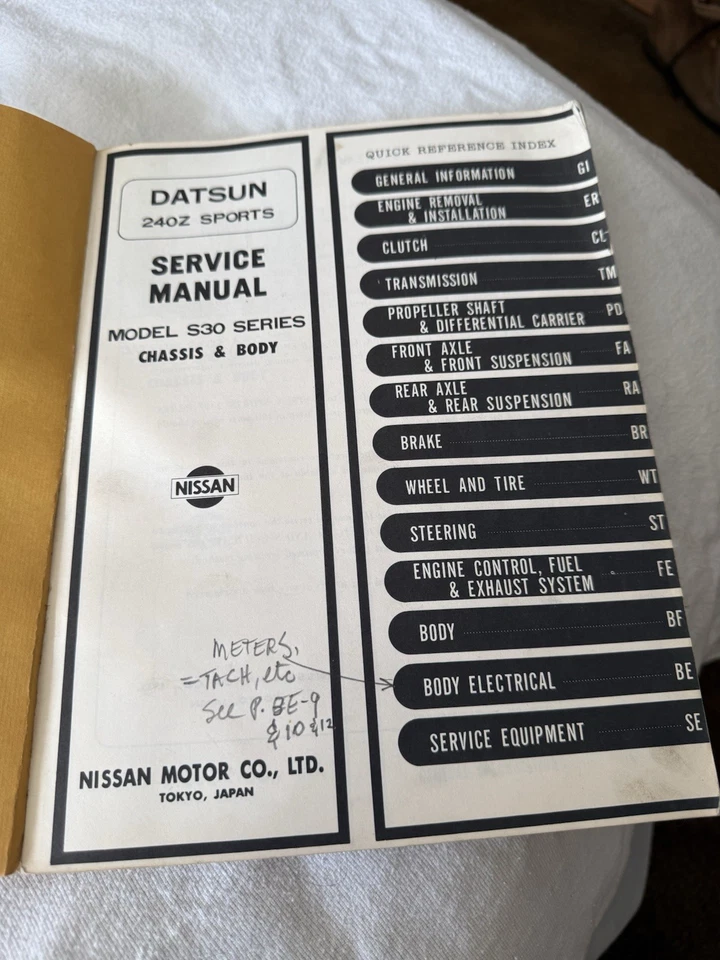 DATSUN
240Z SPORTS
SERVICE
MANUAL
MODEL S30 SERIES
CHASSIS & BODY
NISSAN
METERS,
=TACH, etc
See P. BE-9
& 10 & 12
NISSAN MOTOR CO., LTD.
TOKYO, JAPAN
QUICK REFERENCE INDEX
GENERAL INFORMATION GI
ENGINE REMOVAL
& INSTALLATION ER
CLUTCH CL
TRANSMISSION TM
PROPELLER SHAFT
& DIFFERENTIAL CARRIER PD
FRONT AXLE
& FRONT SUSPENSION FA
REAR AXLE
& REAR SUSPENSION RA
BRAKE BR
WHEEL AND TIRE WT
STEERING ST
ENGINE CONTROL, FUEL
& EXHAUST SYSTEM FE
BODY BF
BODY ELECTRICAL BE
SERVICE EQUIPMENT SE